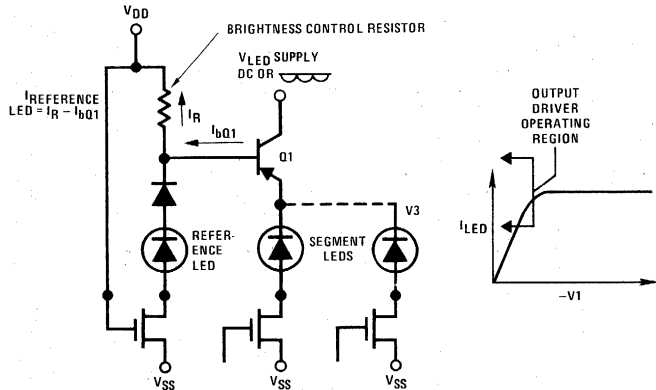 VDD
BRIGHTNESS CONTROL RESISTOR
VLED SUPPLY
DC OR
IREFERENCE
LED = IR – IbQ1
IR
IbQ1
Q1
V3
REFER-
ENCE
LED
SEGMENT
LEDS
VSS
VSS
VSS
OUTPUT
DRIVER
OPERATING
REGION
ILED
–V1